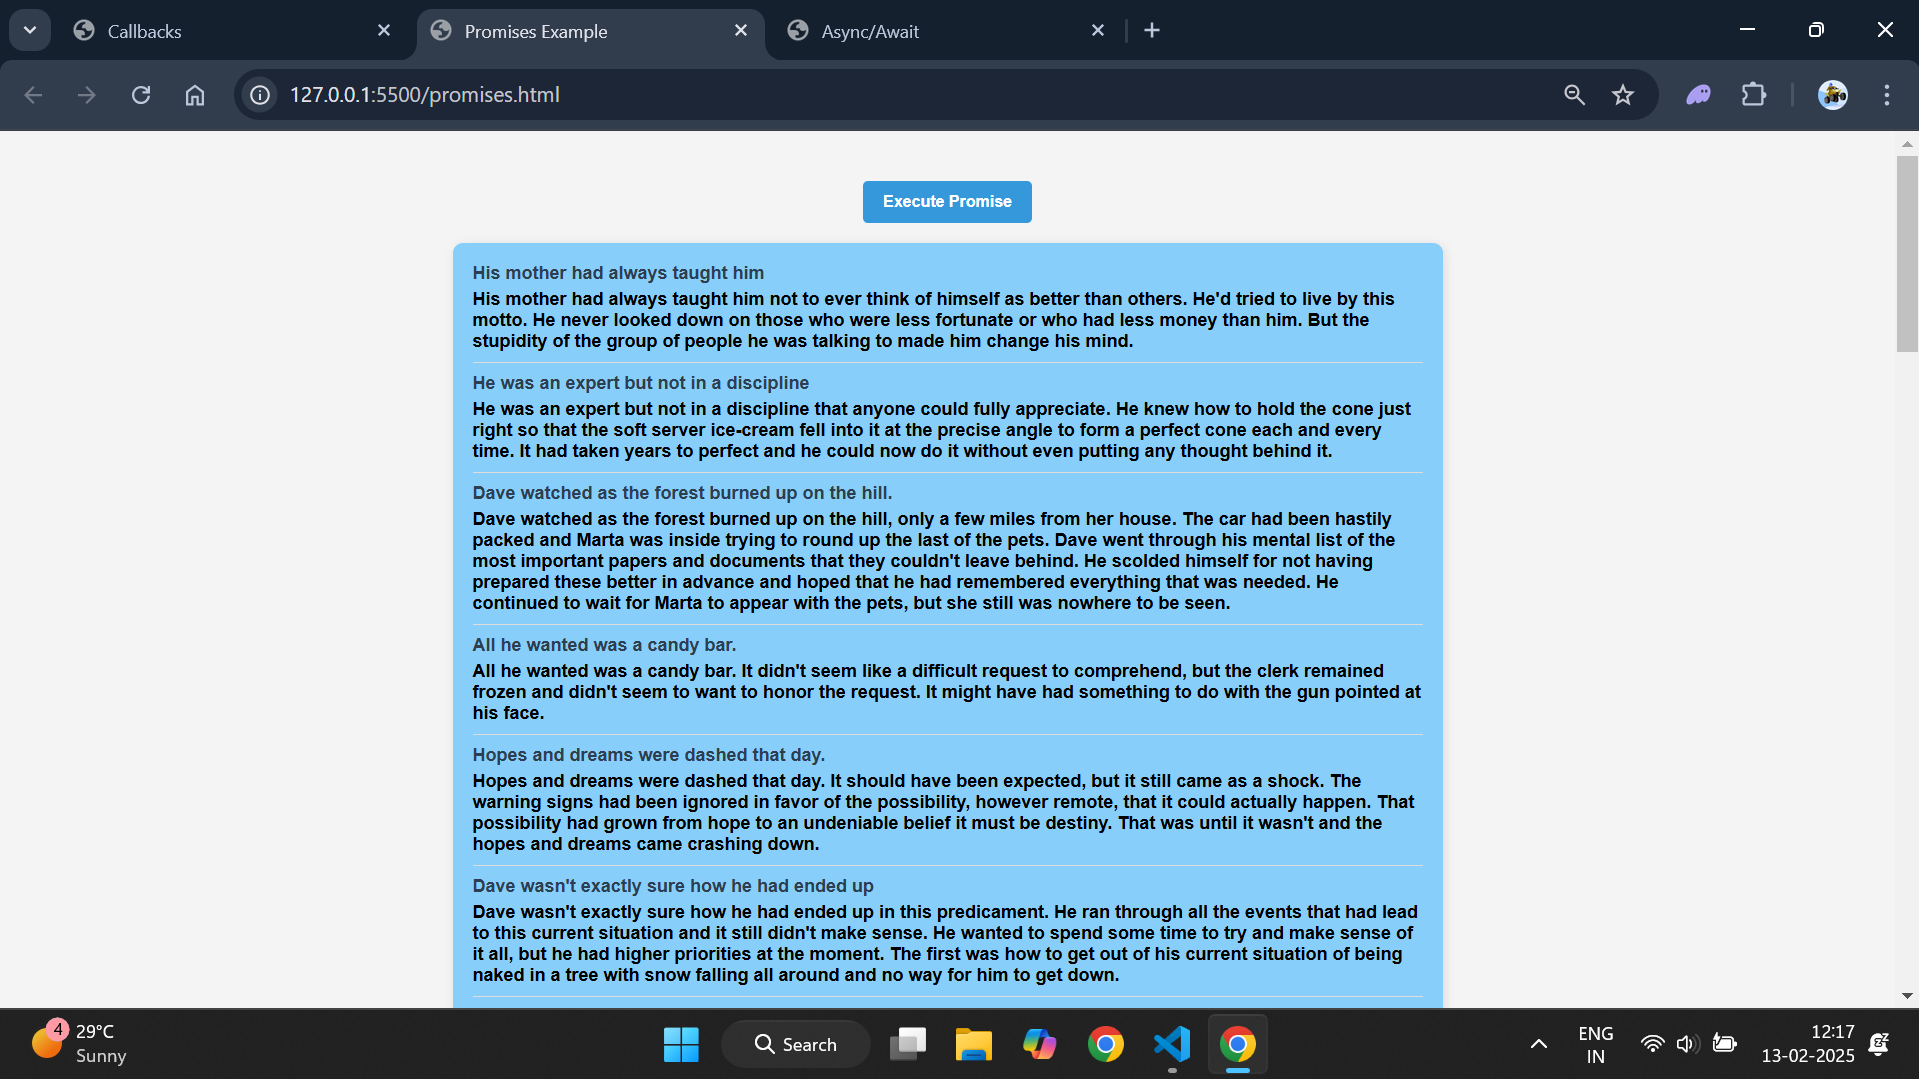 Callbacks
Promises Example
Async/Await
127.0.0.1:5500/promises.html
Execute Promise
His mother had always taught him
His mother had always taught him not to ever think of himself as better than others. He'd tried to live by this
motto. He never looked down on those who were less fortunate or who had less money than him. But the
stupidity of the group of people he was talking to made him change his mind.
He was an expert but not in a discipline
He was an expert but not in a discipline that anyone could fully appreciate. He knew how to hold the cone just
right so that the soft server ice-cream fell into it at the precise angle to form a perfect cone each and every
time. It had taken years to perfect and he could now do it without even putting any thought behind it.
Dave watched as the forest burned up on the hill.
Dave watched as the forest burned up on the hill, only a few miles from her house. The car had been hastily
packed and Marta was inside trying to round up the last of the pets. Dave went through his mental list of the
most important papers and documents that they couldn't leave behind. He scolded himself for not having
prepared these better in advance and hoped that he had remembered everything that was needed. He
continued to wait for Marta to appear with the pets, but she still was nowhere to be seen.
All he wanted was a candy bar.
All he wanted was a candy bar. It didn't seem like a difficult request to comprehend, but the clerk remained
frozen and didn't seem to want to honor the request. It might have had something to do with the gun pointed at
his face.
Hopes and dreams were dashed that day.
Hopes and dreams were dashed that day. It should have been expected, but it still came as a shock. The
warning signs had been ignored in favor of the possibility, however remote, that it could actually happen. That
possibility had grown from hope to an undeniable belief it must be destiny. That was until it wasn't and the
hopes and dreams came crashing down.
Dave wasn't exactly sure how he had ended up
Dave wasn't exactly sure how he had ended up in this predicament. He ran through all the events that had lead
to this current situation and it still didn't make sense. He wanted to spend some time to try and make sense of
it all, but he had higher priorities at the moment. The first was how to get out of his current situation of being
naked in a tree with snow falling all around and no way for him to get down.
4
29°C
Sunny
Search
ENG
IN
12:17
13-02-2025